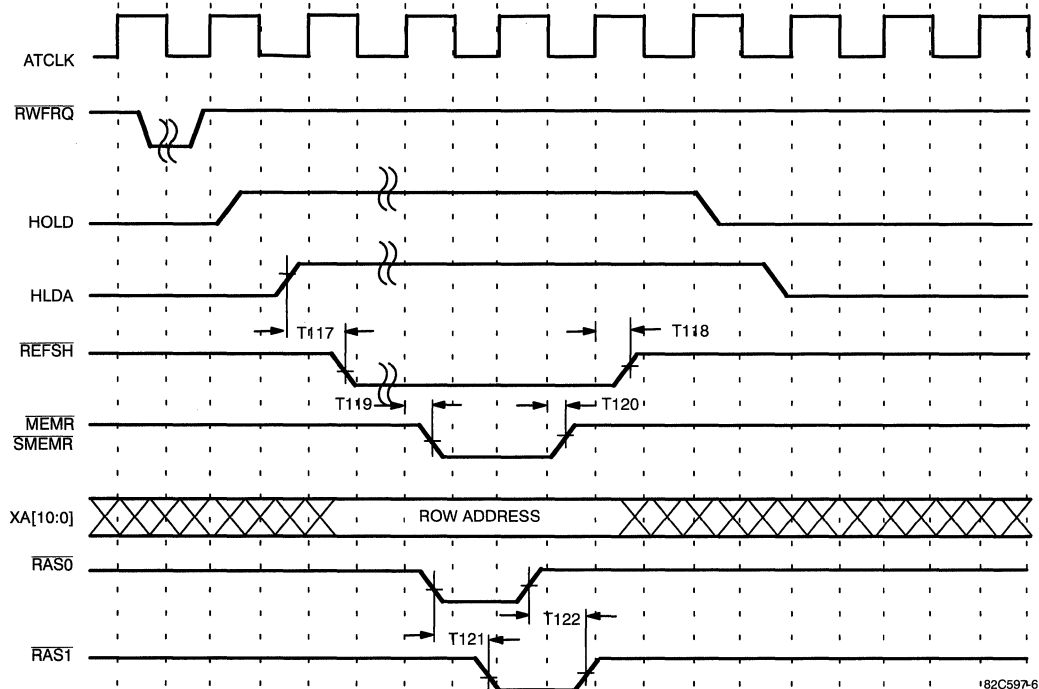 ATCLK
RWFRQ
HOLD
HLDA
T117
T118
REFSH
T119
T120
MEMR
SMEMR
XA[10:0]
ROW ADDRESS
RAS0
T122
T121
RAS1
82C597-6